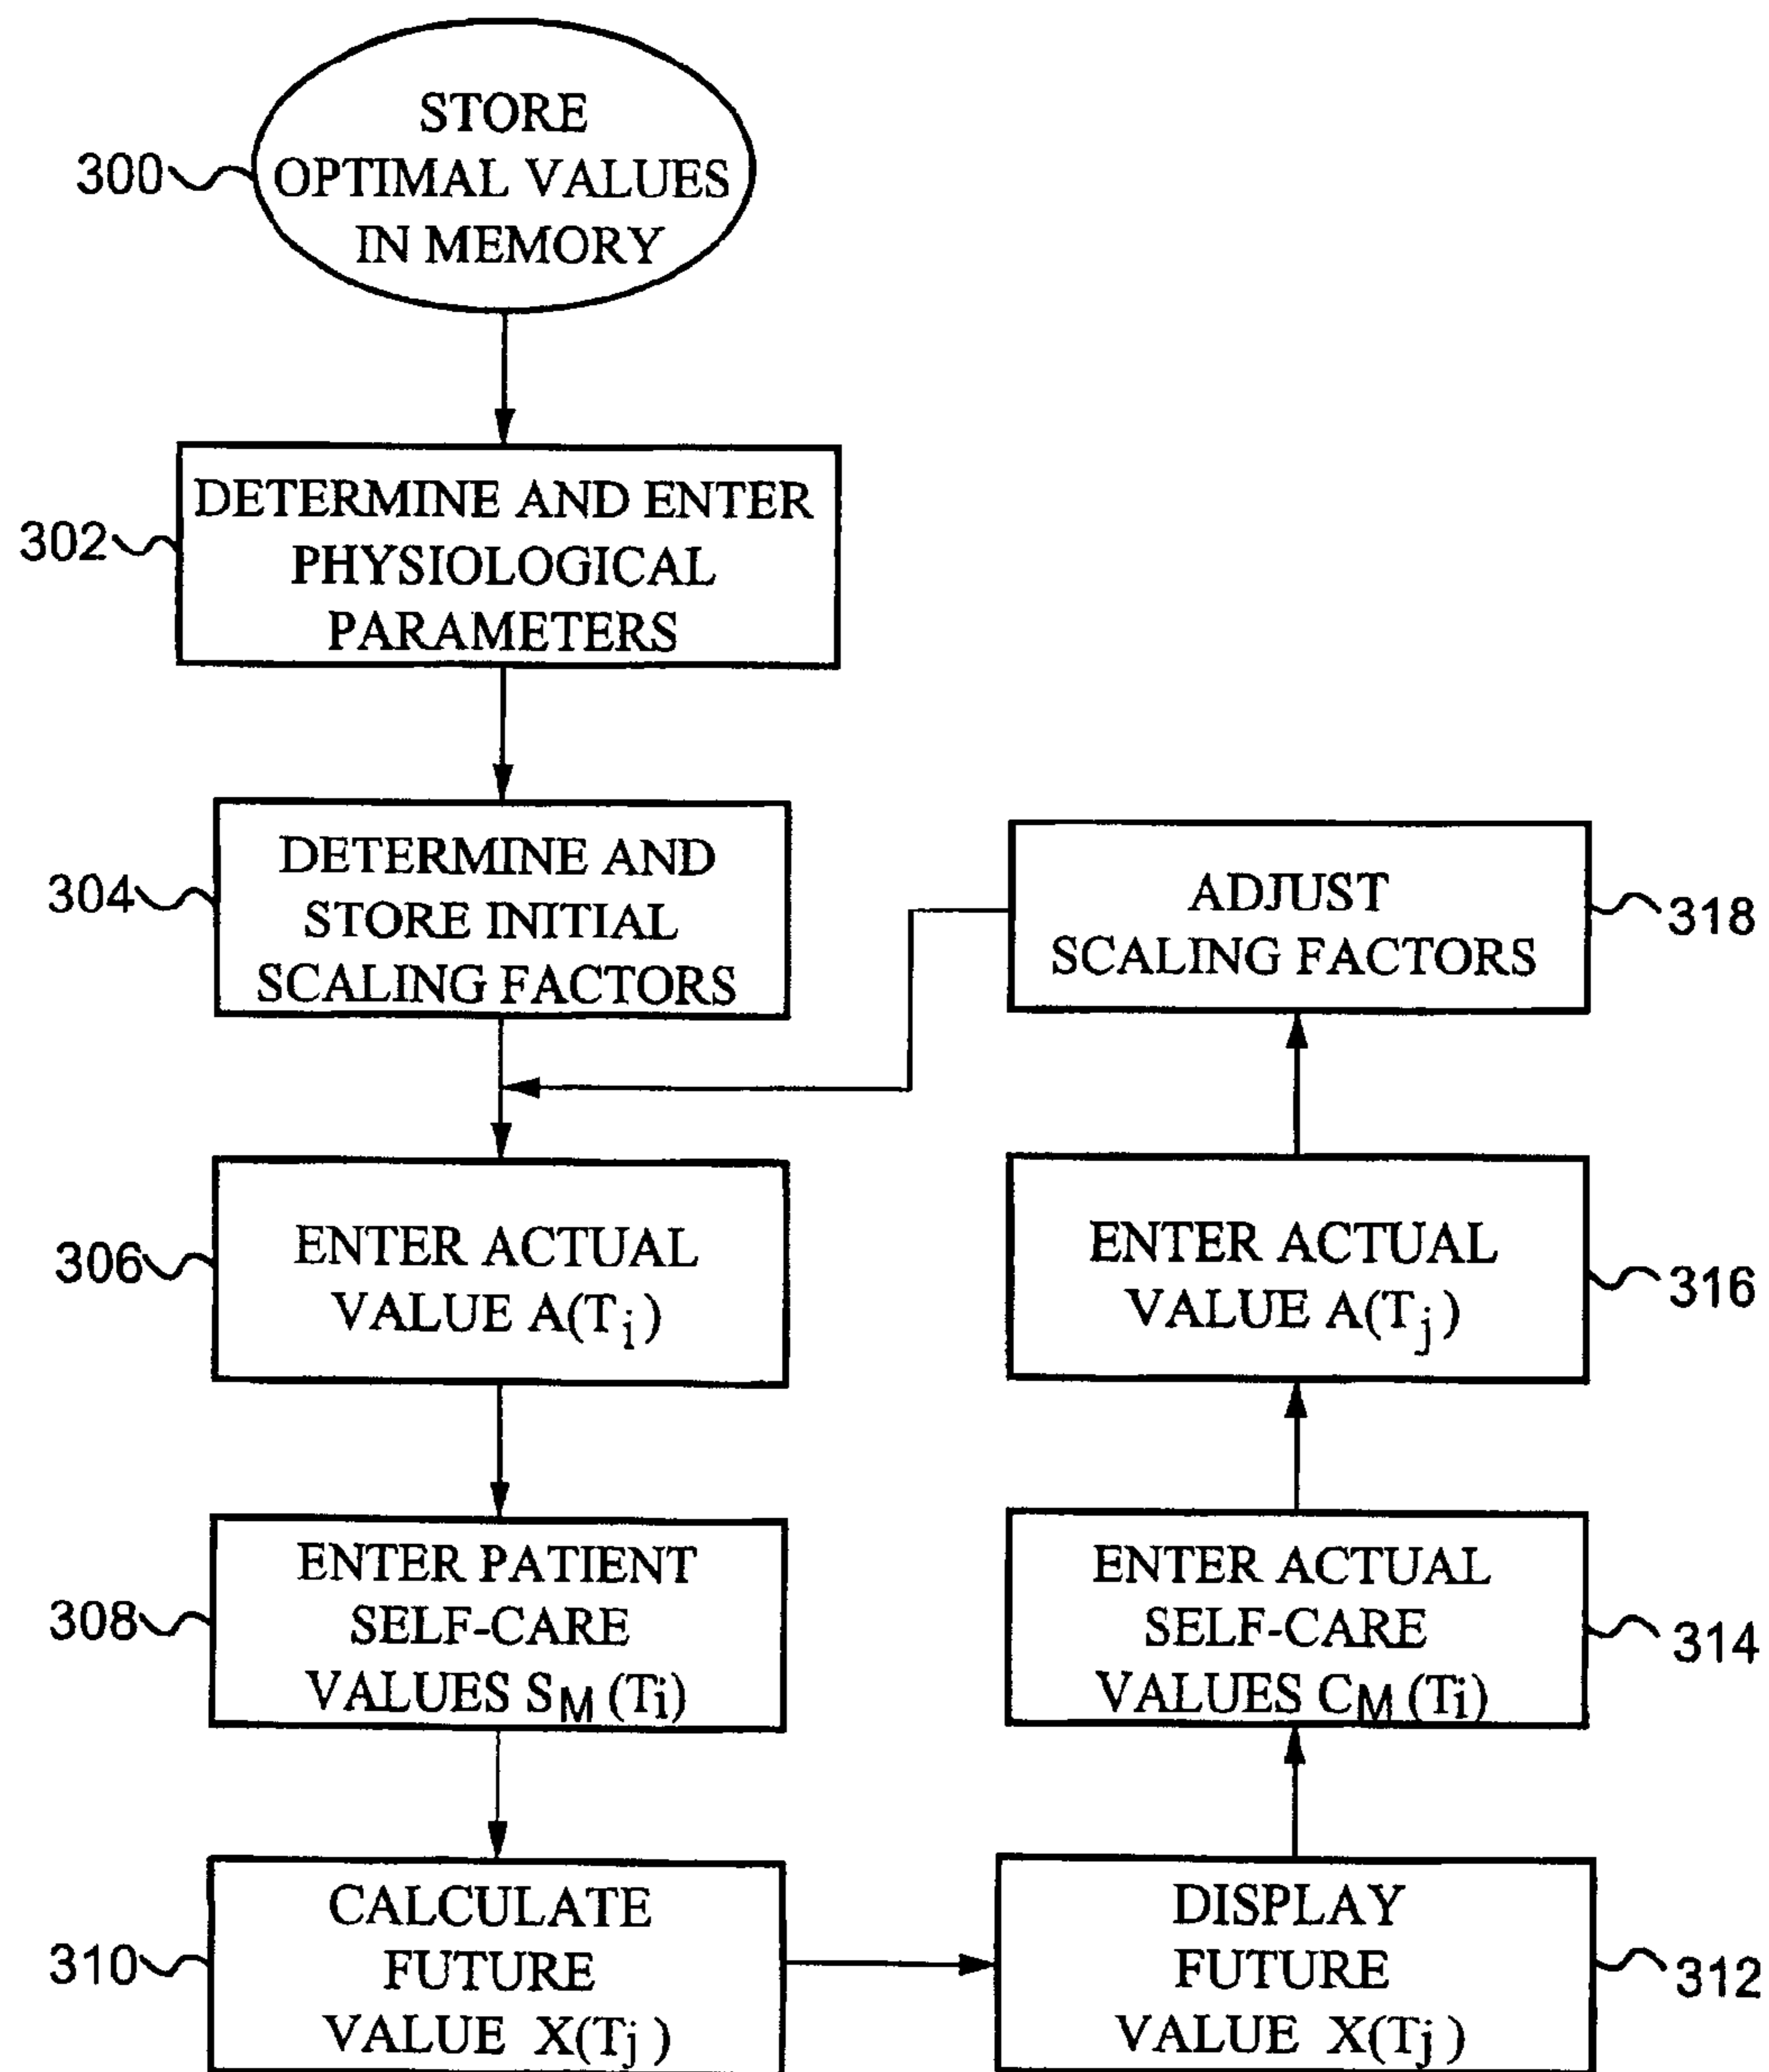 300
STORE
OPTIMAL VALUES
IN MEMORY
302
DETERMINE AND ENTER
PHYSIOLOGICAL
PARAMETERS
304
DETERMINE AND
STORE INITIAL
SCALING FACTORS
306
ENTER ACTUAL
VALUE A(Ti)
308
ENTER PATIENT
SELF-CARE
VALUES SM (Ti)
310
CALCULATE
FUTURE
VALUE X(Tj)
DISPLAY
FUTURE
VALUE X(Tj)
312
ENTER ACTUAL
SELF-CARE
VALUES CM (Ti)
314
ENTER ACTUAL
VALUE A(Tj)
316
ADJUST
SCALING FACTORS
318